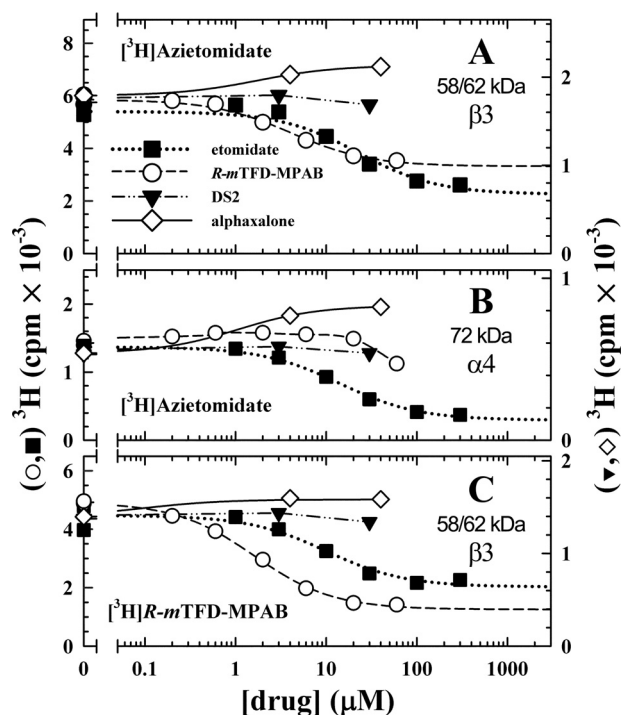 [³H]Azietomidate
A
58/62 kDa
β3
etomidate
R-mTFD-MPAB
DS2
alphaxalone
8
6
4
2
0
2
1
0
B
72 kDa
α4
[³H]Azietomidate
2
1
0
1
0
C
58/62 kDa
β3
[³H]R-mTFD-MPAB
6
4
2
0
2
1
0
(○,■) ³H (cpm × 10⁻³)
(▼,◇) ³H (cpm × 10⁻³)
0 0.1 1 10 100 1000
[drug] (μM)